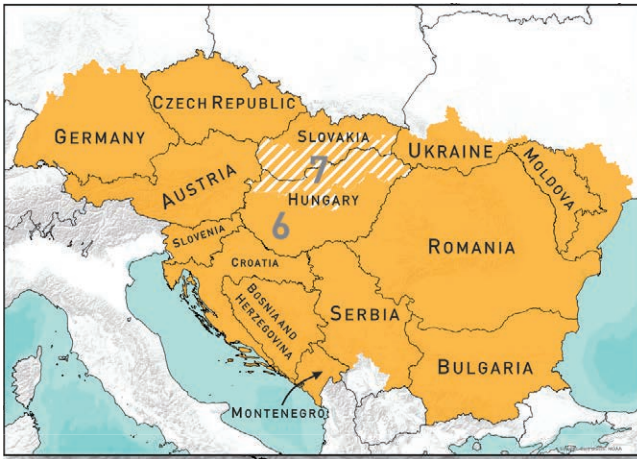 CZECH REPUBLIC
GERMANY
SLOVAKIA
UKRAINE
MOLDOVA
7
AUSTRIA
HUNGARY
6
SLOVENIA
ROMANIA
CROATIA
BOSNIA AND
HERZEGOVINA
SERBIA
BULGARIA
MONTENEGRO